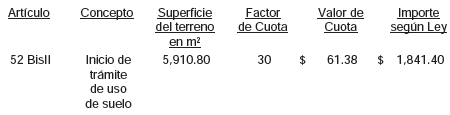 Artículo Concepto Superficie Factor Valor de Importe
del terreno de Cuota Cuota según Ley
en m²
52 BisII Inicio de 5,910.80 30 $ 61.38 $ 1,841.40
trámite
de uso
de suelo